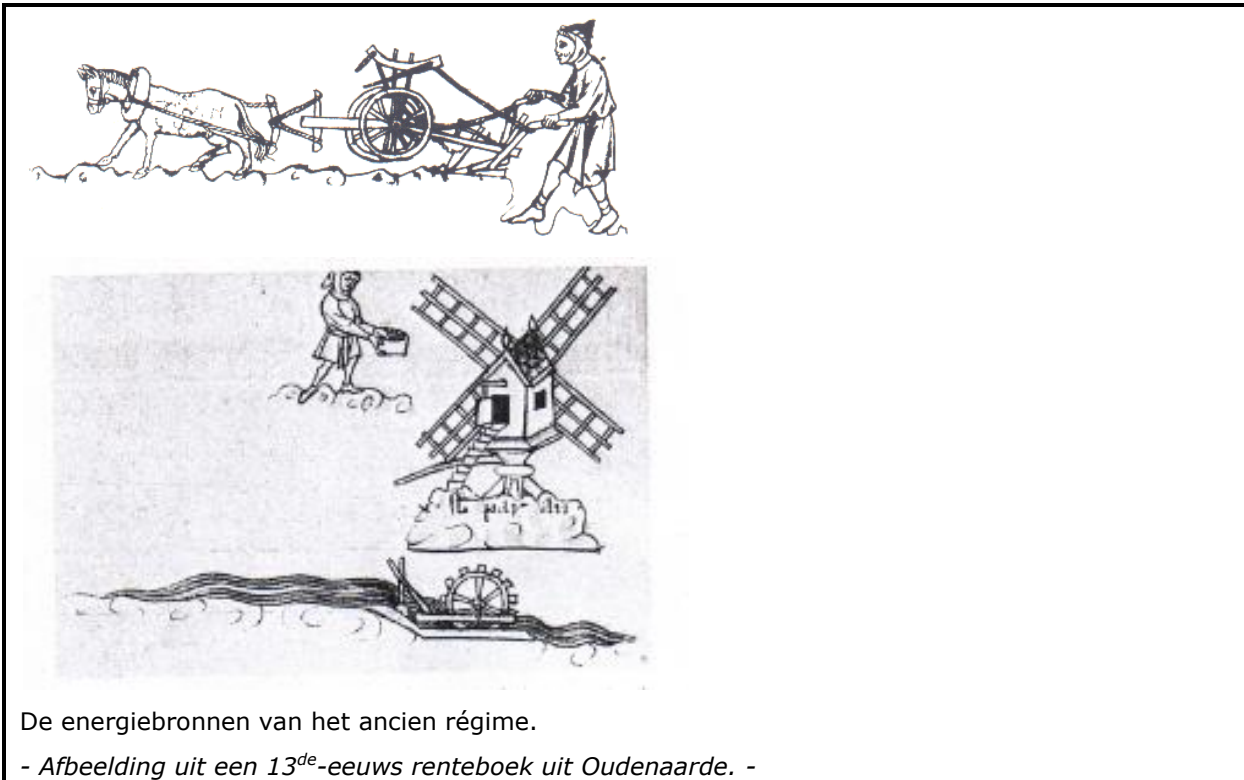 De energiebronnen van het ancien régime.
- Afbeelding uit een 13de-eeuws renteboek uit Oudenaarde. -